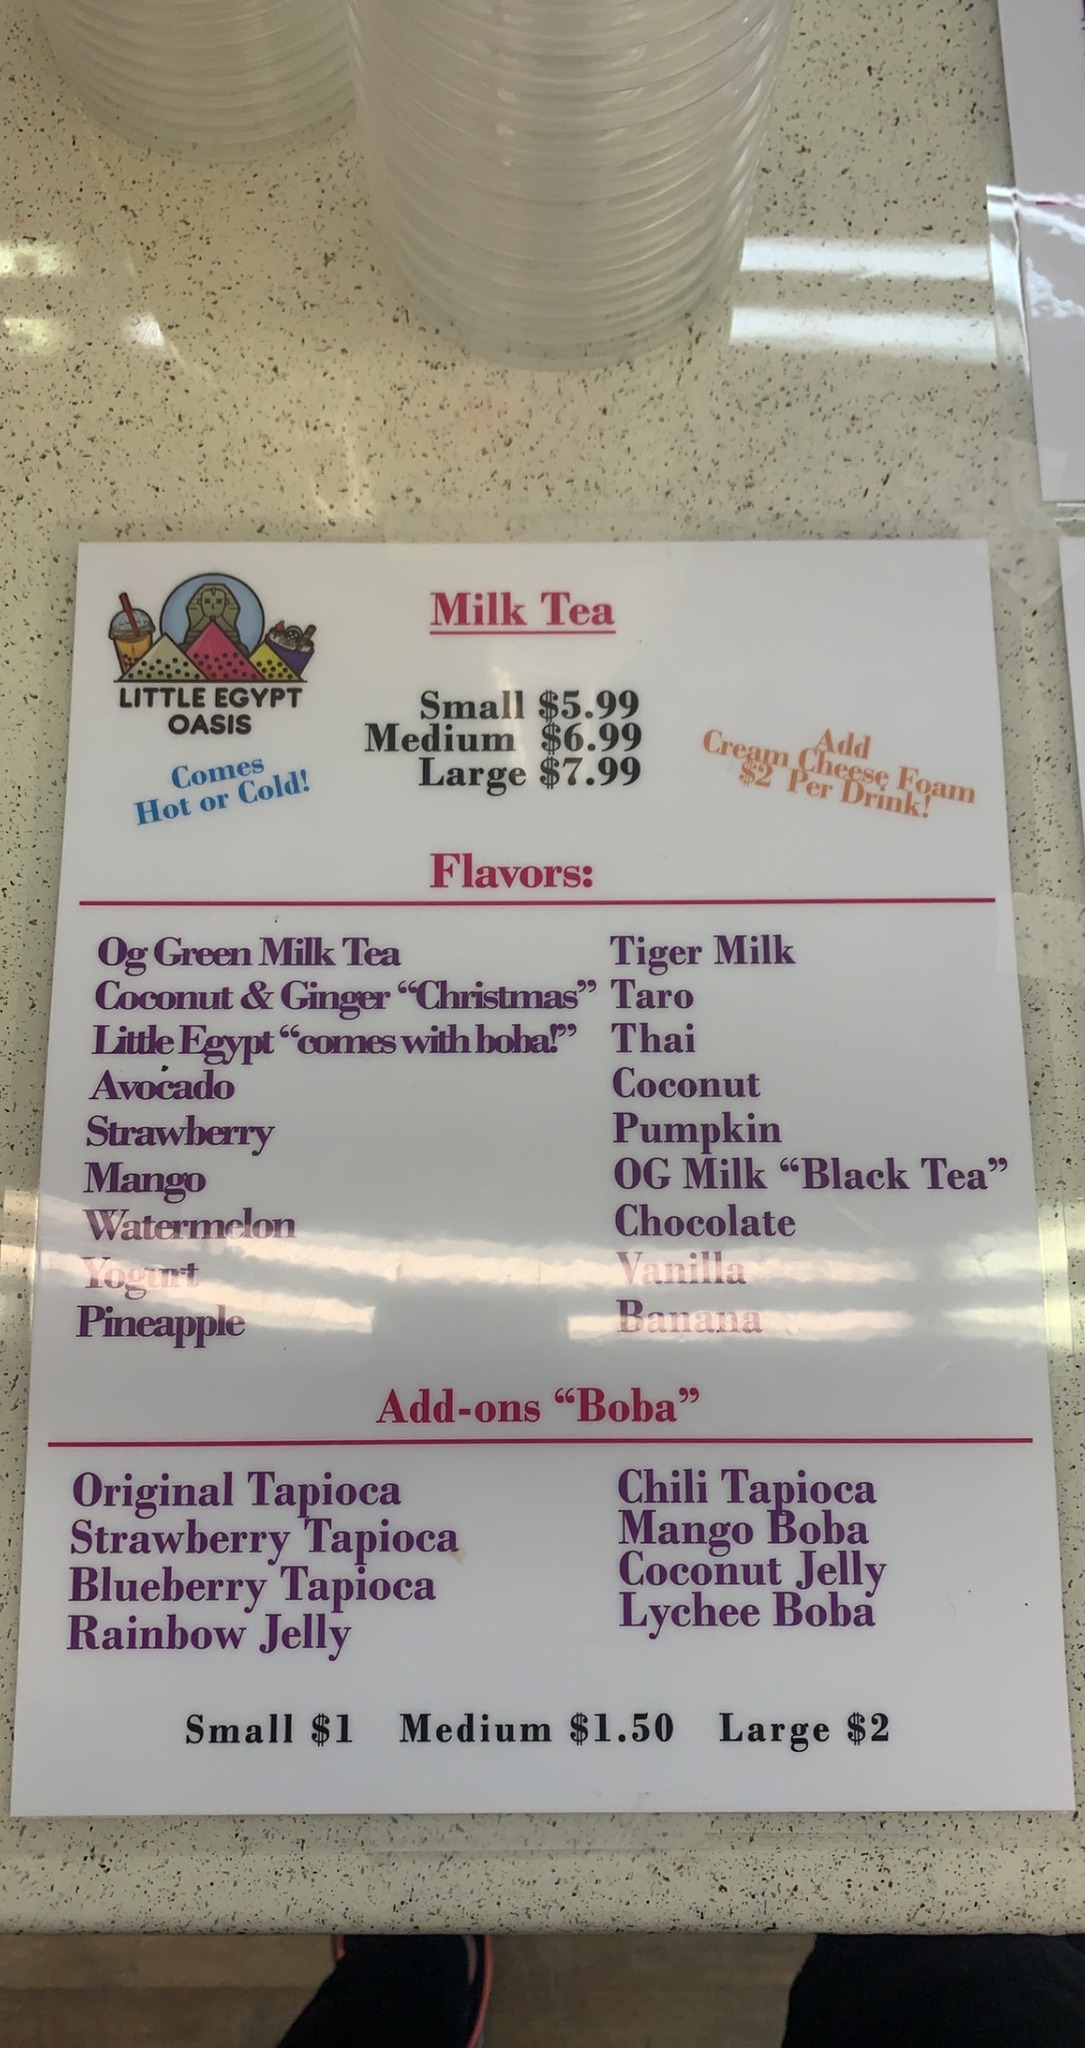 LITTLE EGYPT
OASIS
Milk Tea
Small $5.99
Medium $6.99
Large $7.99
Comes
Hot or Cold!
Add
Cream Cheese Foam
$2 Per Drink!
Flavors:
Og Green Milk Tea
Coconut & Ginger “Christmas”
Little Egypt “comes with boba!”
Avocado
Strawberry
Mango
Watermelon
Yogurt
Pineapple
Tiger Milk
Taro
Thai
Coconut
Pumpkin
OG Milk “Black Tea”
Chocolate
Vanilla
Banana
Add-ons “Boba”
Original Tapioca
Strawberry Tapioca
Blueberry Tapioca
Rainbow Jelly
Chili Tapioca
Mango Boba
Coconut Jelly
Lychee Boba
Small $1 Medium $1.50 Large $2